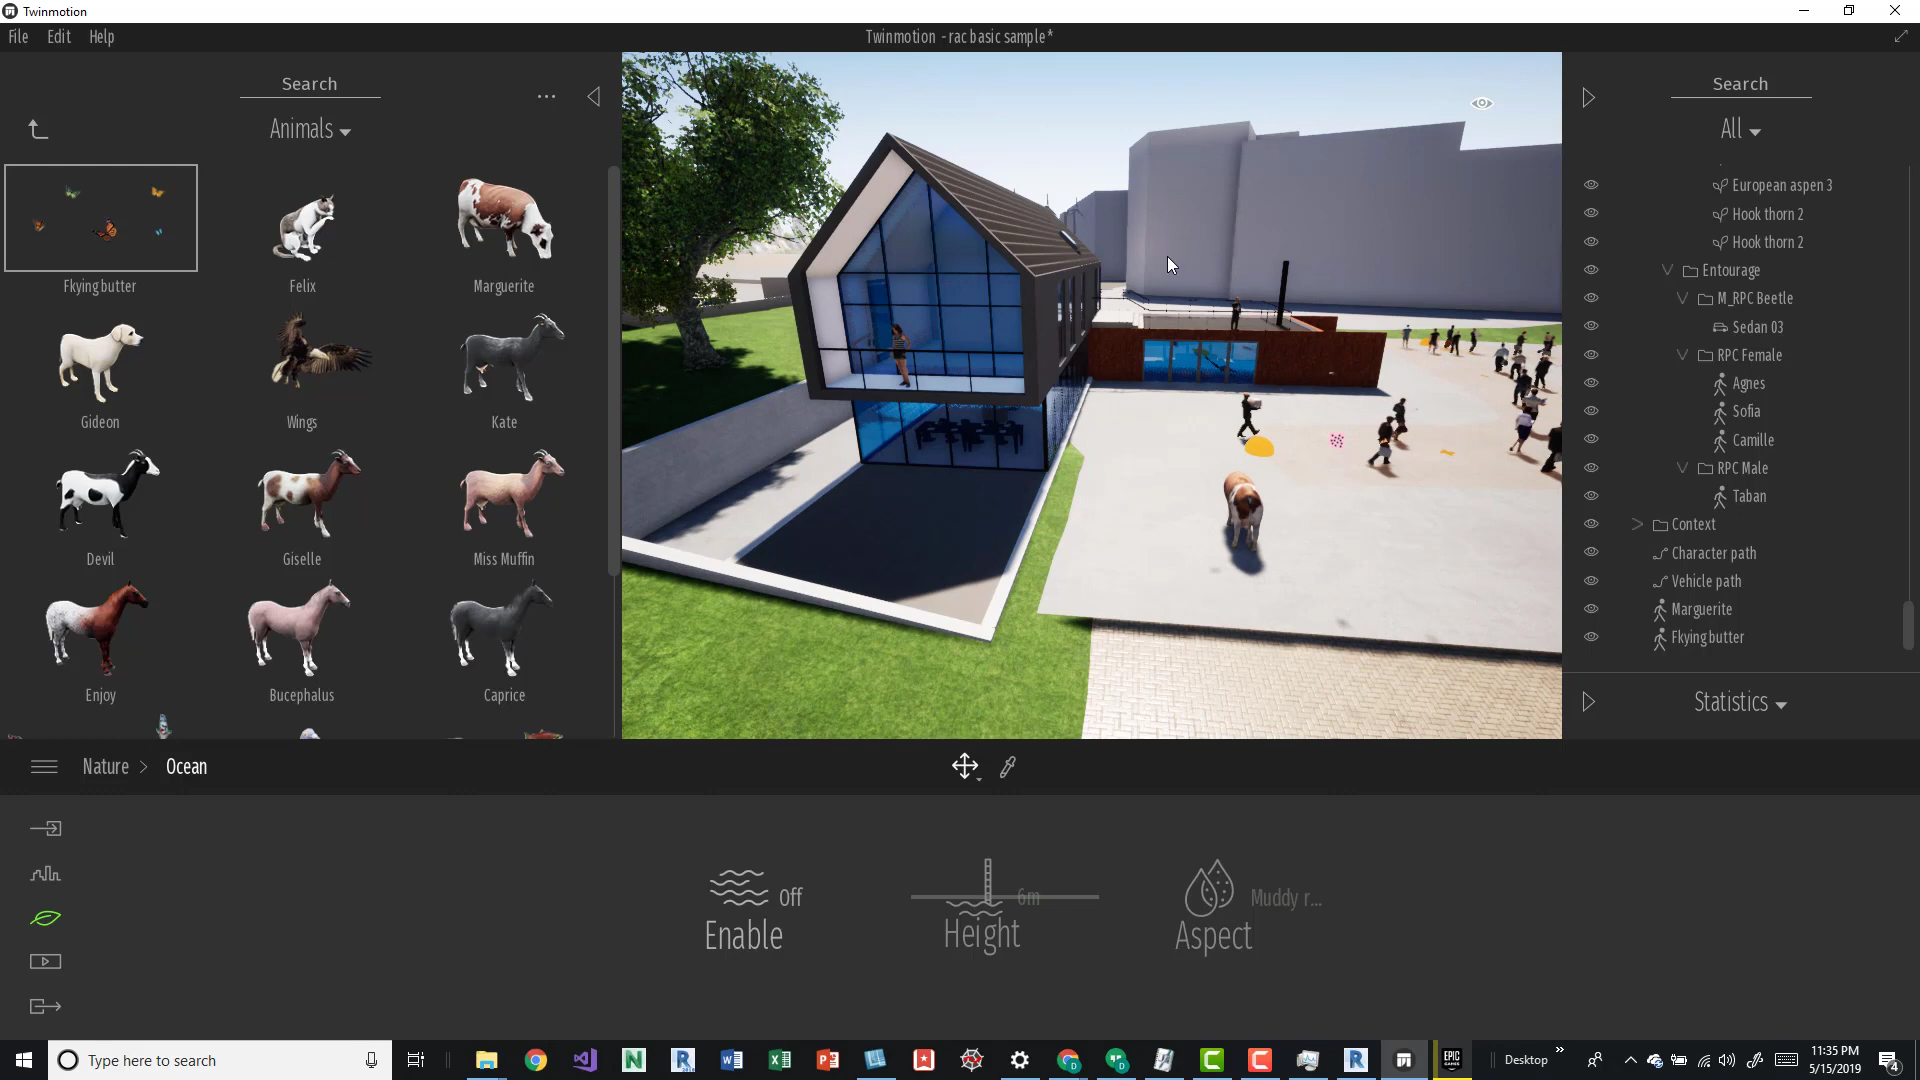 Twinmotion
File Edit Help
Twinmotion - rac basic sample*
Search
Animals
Fkying butter
Felix
Marguerite
Gideon
Wings
Kate
Devil
Giselle
Miss Muffin
Enjoy
Bucephalus
Caprice
Search
All
European aspen 3
Hook thorn 2
Hook thorn 2
Entourage
M_RPC Beetle
Sedan 03
RPC Female
Agnes
Sofia
Camille
RPC Male
Taban
Context
Character path
Vehicle path
Marguerite
Fkying butter
Statistics
Nature > Ocean
Off
Enable
6m
Height
Muddy r...
Aspect
Type here to search
Desktop
11:35 PM
5/15/2019
4